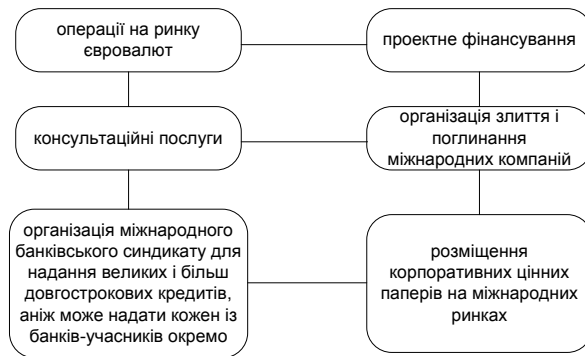 операції на ринку
євровалют
проектне фінансування
консультаційні послуги
організація злиття і
поглинання
міжнародних компаній
організація міжнародного
банківського синдикату для
надання великих і більш
довгострокових кредитів,
аніж може надати кожен із
банків-учасників окремо
розміщення
корпоративних цінних
паперів на міжнародних
ринках